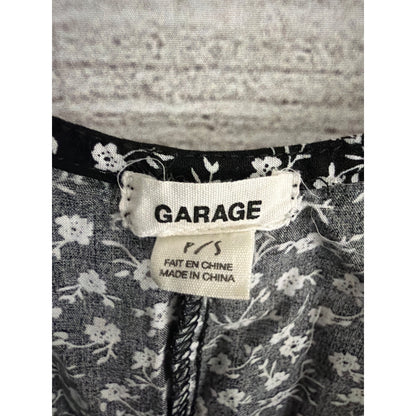 GARAGE
P/S
FAIT EN CHINE
MADE IN CHINA